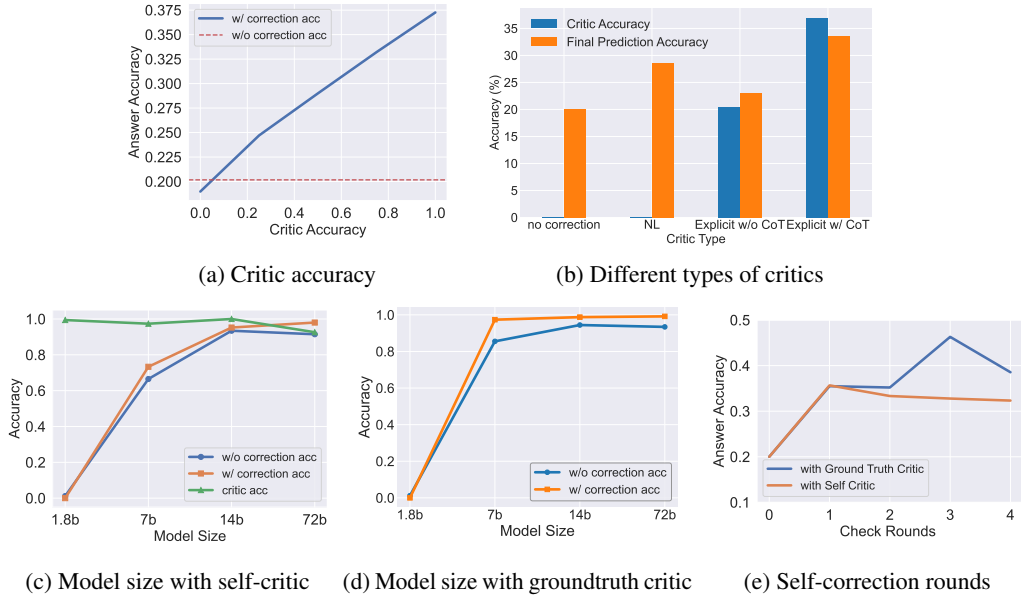 0.375
0.350
0.325
0.300
0.275
0.250
0.225
0.200
Answer Accuracy
w/ correction acc
w/o correction acc
0.0 0.2 0.4 0.6 0.8 1.0
Critic Accuracy
(a) Critic accuracy
35
30
25
20
15
10
5
0
Accuracy (%)
Critic Accuracy
Final Prediction Accuracy
no correction NL Explicit w/o CoT Explicit w/ CoT
Critic Type
(b) Different types of critics
1.0
0.8
0.6
0.4
0.2
0.0
Accuracy
w/o correction acc
w/ correction acc
critic acc
1.8b 7b 14b 72b
Model Size
(c) Model size with self-critic
1.0
0.8
0.6
0.4
0.2
0.0
Accuracy
w/o correction acc
w/ correction acc
1.8b 7b 14b 72b
Model Size
(d) Model size with groundtruth critic
0.5
0.4
0.3
0.2
0.1
Answer Accuracy
with Ground Truth Critic
with Self Critic
0 1 2 3 4
Check Rounds
(e) Self-correction rounds